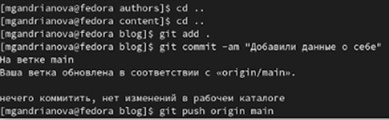 [mgandrianova@fedora authors]$ cd ..
[mgandrianova@fedora content]$ cd ..
[mgandrianova@fedora blog]$ git add .
[mgandrianova@fedora blog]$ git commit -am "Добавили данные о себе"
На ветке main
Ваша ветка обновлена в соответствии с «origin/main».
нечего коммитить, нет изменений в рабочем каталоге
[mgandrianova@fedora blog]$ git push origin main